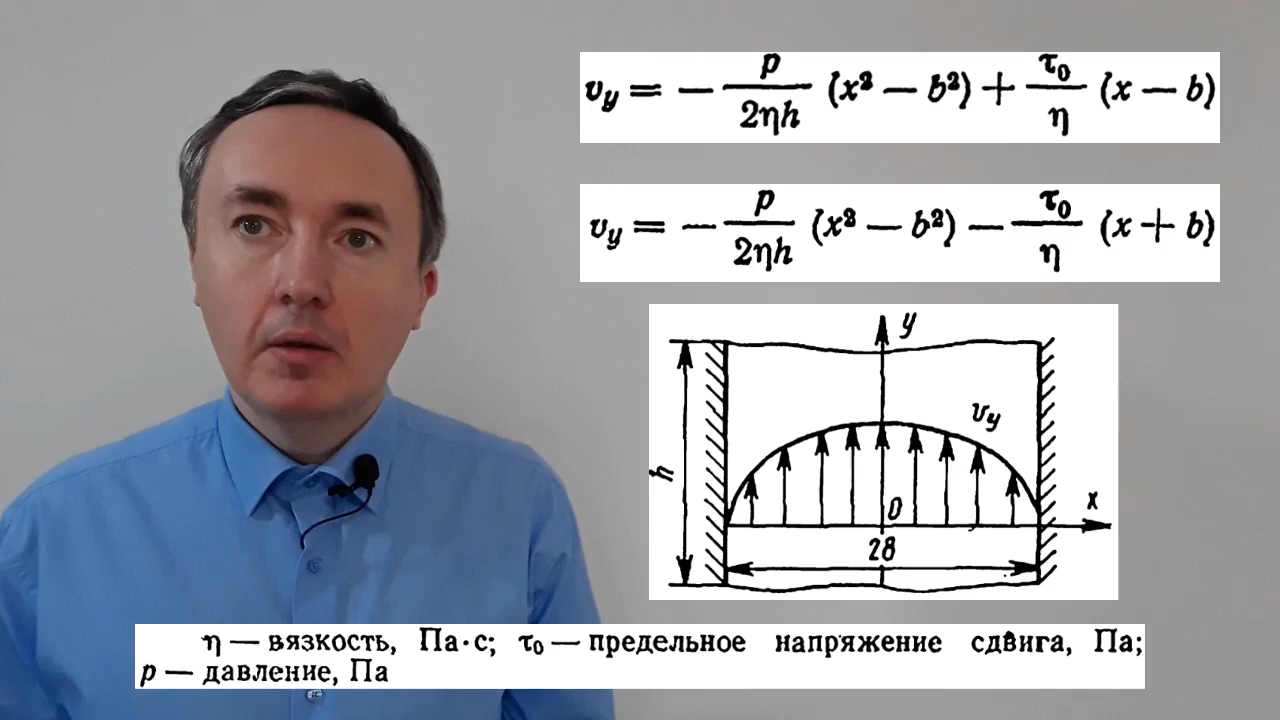 v_y = − p/2ηh (x² − b²) + τ₀/η (x − b)
v_y = − p/2ηh (x² − b²) − τ₀/η (x + b)
y
v_y
h
0
x
2в
η — вязкость, Па·с; τ₀ — предельное напряжение сдвига, Па;
p — давление, Па